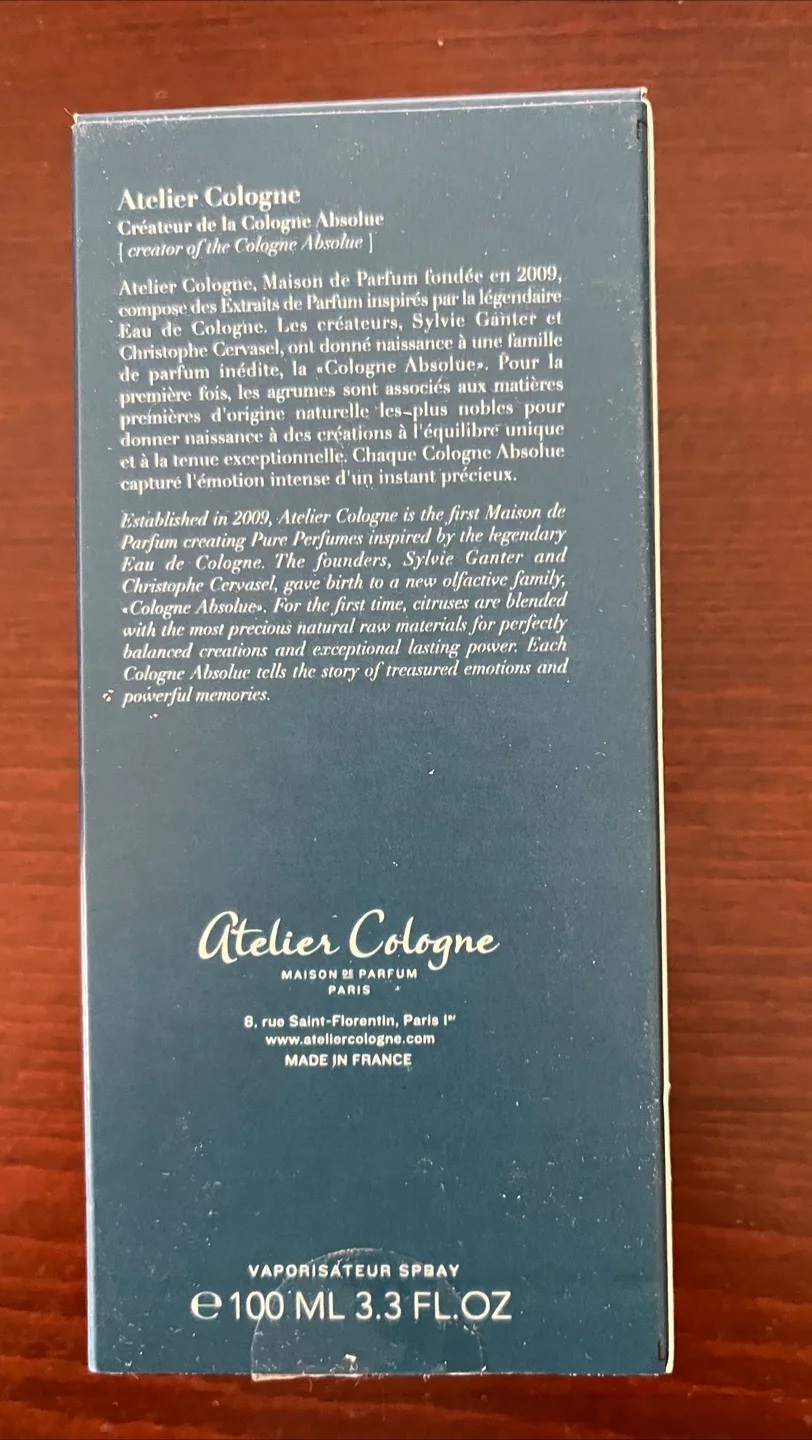 Atelier Cologne
Créateur de la Cologne Absolue
[ creator of the Cologne Absolue ]
Atelier Cologne, Maison de Parfum fondée en 2009,
compose des Extraits de Parfum inspirés par la légendaire
Eau de Cologne. Les créateurs, Sylvie Ganter et
Christophe Cervasel, ont donné naissance à une famille
de parfum inédite, la «Cologne Absolue». Pour la
première fois, les agrumes sont associés aux matières
premières d'origine naturelle les plus nobles pour
donner naissance à des créations à l'équilibre unique
et à la tenue exceptionnelle. Chaque Cologne Absolue
capture l'émotion intense d'un instant précieux.
Established in 2009, Atelier Cologne is the first Maison de
Parfum creating Pure Perfumes inspired by the legendary
Eau de Cologne. The founders, Sylvie Ganter and
Christophe Cervasel, gave birth to a new olfactive family,
«Cologne Absolue». For the first time, citruses are blended
with the most precious natural raw materials for perfectly
balanced creations and exceptional lasting power. Each
Cologne Absolue tells the story of treasured emotions and
powerful memories.
Atelier Cologne
MAISON DE PARFUM
PARIS
8, rue Saint-Florentin, Paris Ier
www.ateliercologne.com
MADE IN FRANCE
VAPORISATEUR SPRAY
℮ 100 ML 3.3 FL.OZ